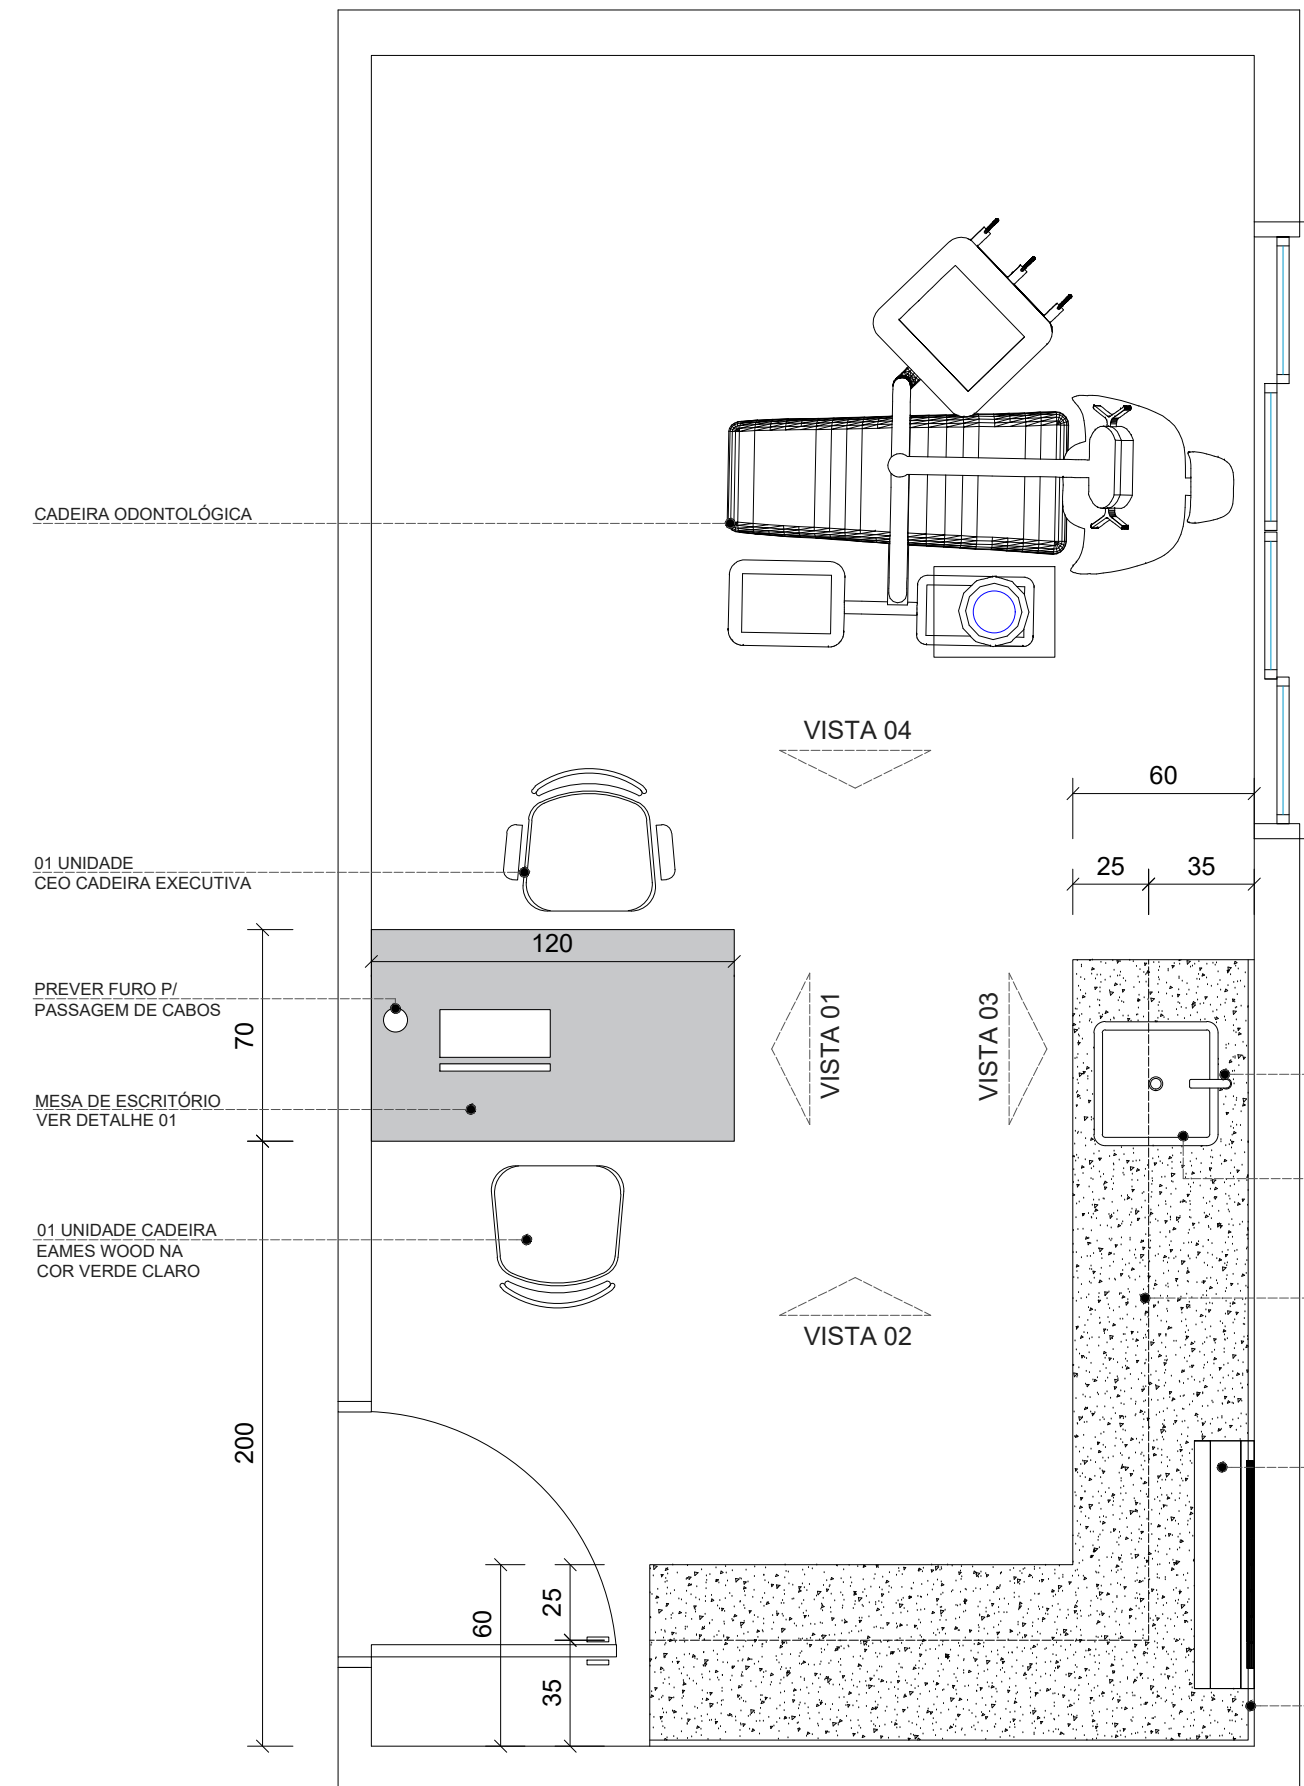 CADEIRA ODONTOLÓGICA
VISTA 04
60
01 UNIDADE
CEO CADEIRA EXECUTIVA
25
35
120
PREVER FURO P/
PASSAGEM DE CABOS
70
VISTA 01
VISTA 03
MESA DE ESCRITÓRIO
VER DETALHE 01
01 UNIDADE CADEIRA
EAMES WOOD NA
COR VERDE CLARO
VISTA 02
200
60
25
35